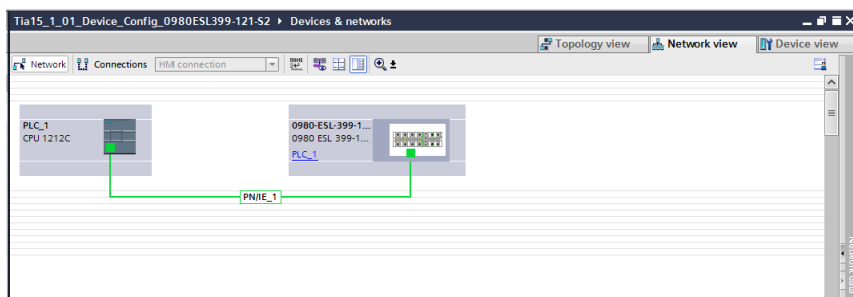 Tia15_1_01_Device_Config_0980ESL399-121-S2 ▸ Devices & networks
Topology view Network view Device view
Network Connections HMI connection
PLC_1
CPU 1212C
0980-ESL-399-1...
0980 ESL 399-1...
PLC_1
PN/IE_1